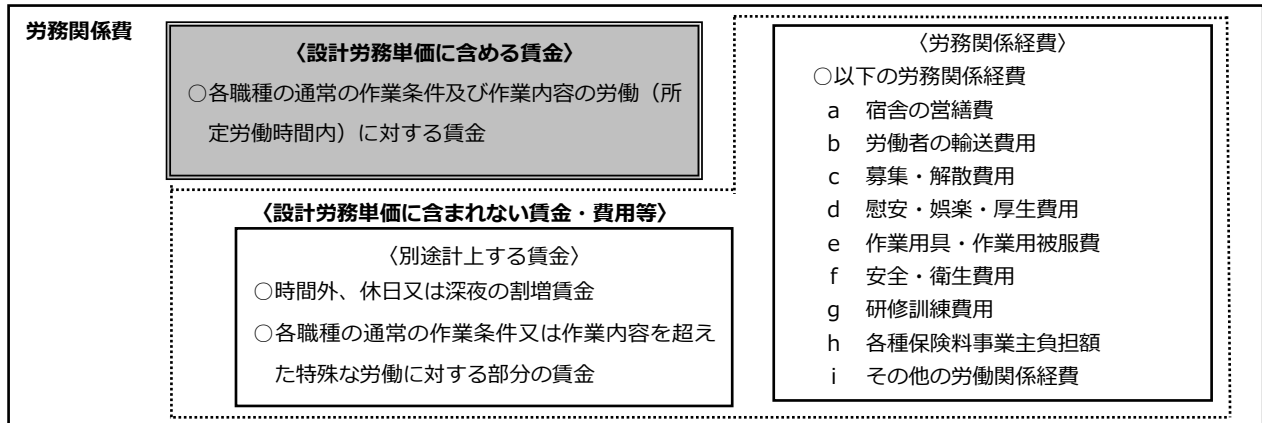 労務関係費
〈設計労務単価に含める賃金〉
○各職種の通常の作業条件及び作業内容の労働（所
定労働時間内）に対する賃金
〈設計労務単価に含まれない賃金・費用等〉
〈別途計上する賃金〉
○時間外、休日又は深夜の割増賃金
○各職種の通常の作業条件又は作業内容を超え
た特殊な労働に対する部分の賃金
〈労務関係経費〉
○以下の労務関係経費
a 宿舎の営繕費
b 労働者の輸送費用
c 募集・解散費用
d 慰安・娯楽・厚生費用
e 作業用具・作業用被服費
f 安全・衛生費用
g 研修訓練費用
h 各種保険料事業主負担額
i その他の労働関係経費